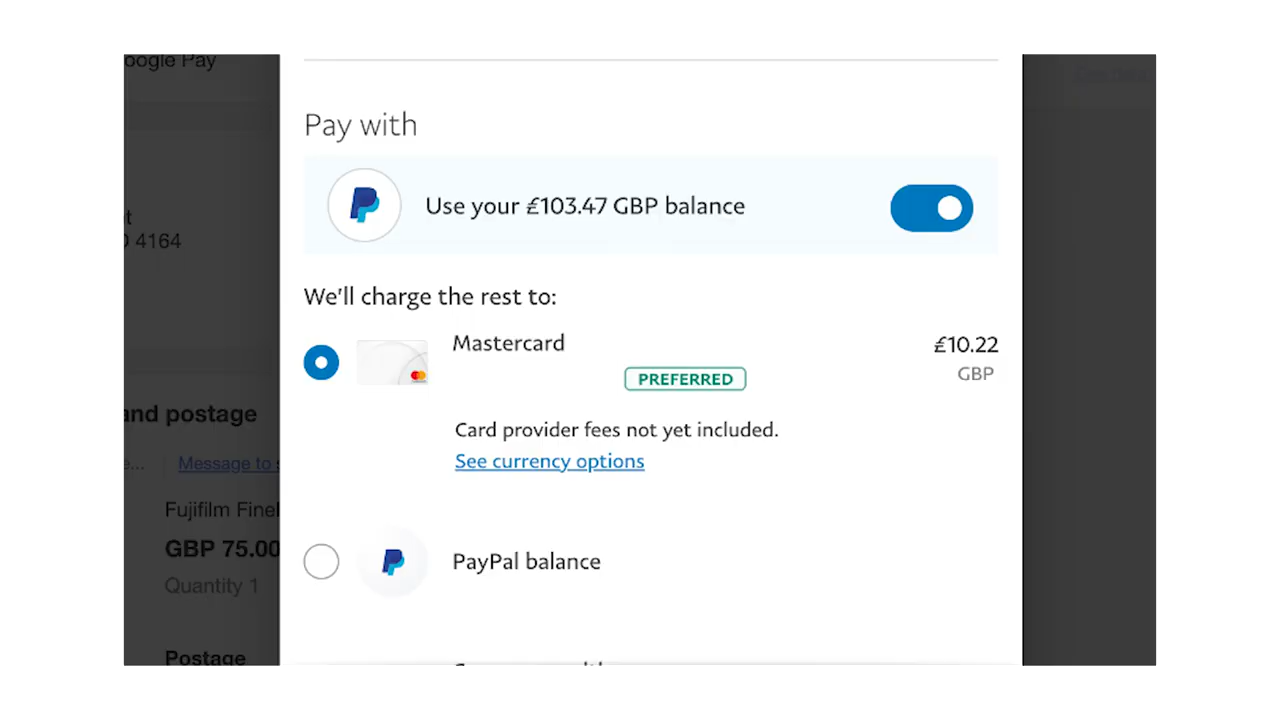 oogle Pay
Pay with
Use your £103.47 GBP balance
4164
We'll charge the rest to:
Mastercard
£10.22
PREFERRED
GBP
and postage
Card provider fees not yet included.
Message to
See currency options
Fujifilm Fine
GBP 75.00
PayPal balance
Quantity 1
Postage